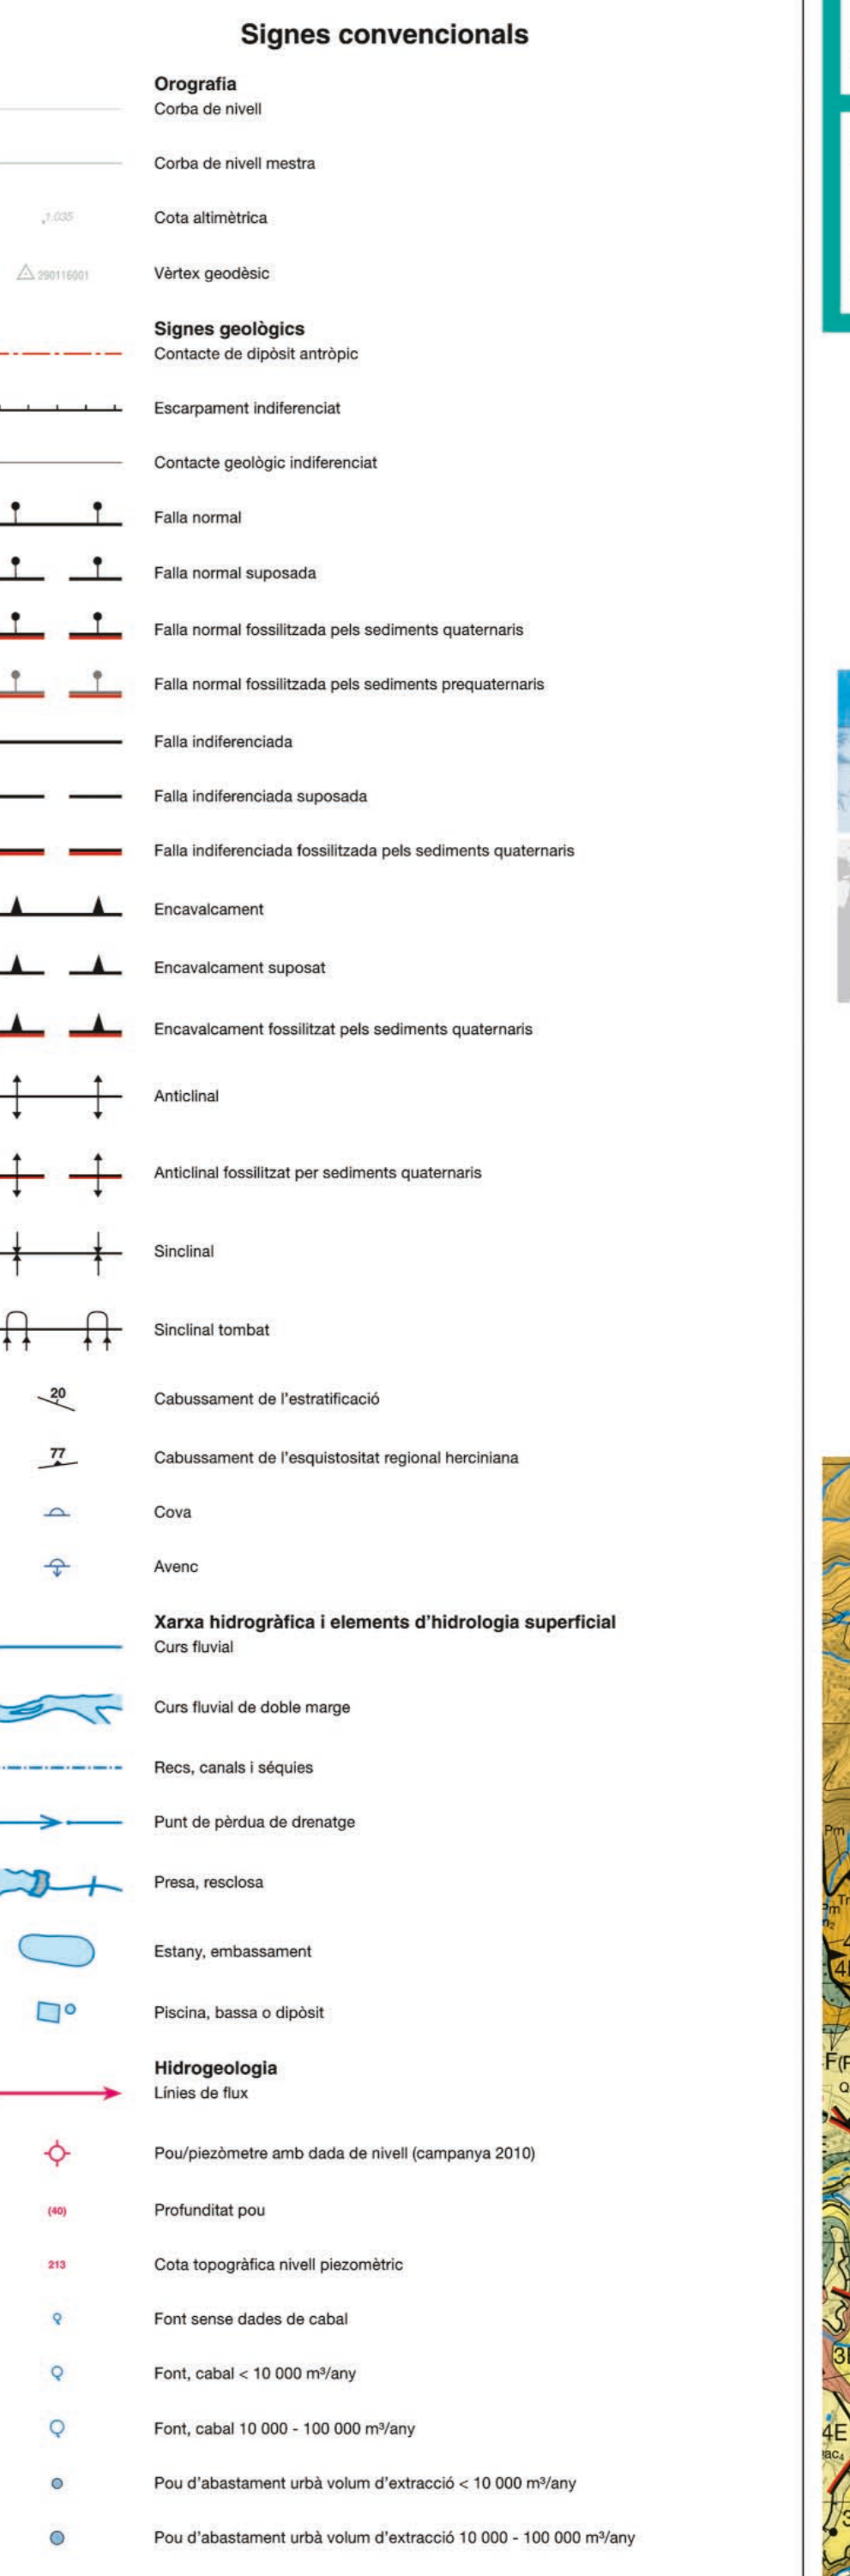 Signes convencionals
Orografia
Corba de nivell
Corba de nivell mestra
1.035
Cota altimètrica
290116001
Vèrtex geodèsic
Signes geològics
Contacte de dipòsit antròpic
Escarpament indiferenciat
Contacte geològic indiferenciat
Falla normal
Falla normal suposada
Falla normal fossilitzada pels sediments quaternaris
Falla normal fossilitzada pels sediments prequaternaris
Falla indiferenciada
Falla indiferenciada suposada
Falla indiferenciada fossilitzada pels sediments quaternaris
Encavalcament
Encavalcament suposat
Encavalcament fossilitzat pels sediments quaternaris
Anticlinal
Anticlinal fossilitzat per sediments quaternaris
Sinclinal
Sinclinal tombat
20
Cabussament de l'estratificació
77
Cabussament de l'esquistositat regional herciniana
Cova
Avenc
Xarxa hidrogràfica i elements d'hidrologia superficial
Curs fluvial
Curs fluvial de doble marge
Recs, canals i séquies
Punt de pèrdua de drenatge
Presa, resclosa
Estany, embassament
Piscina, bassa o dipòsit
Hidrogeologia
Línies de flux
Pou/piezòmetre amb dada de nivell (campanya 2010)
(40)
Profunditat pou
213
Cota topogràfica nivell piezomètric
Font sense dades de cabal
Font, cabal < 10 000 m³/any
Font, cabal 10 000 - 100 000 m³/any
Pou d'abastament urbà volum d'extracció < 10 000 m³/any
Pou d'abastament urbà volum d'extracció 10 000 - 100 000 m³/any
Pm
4E